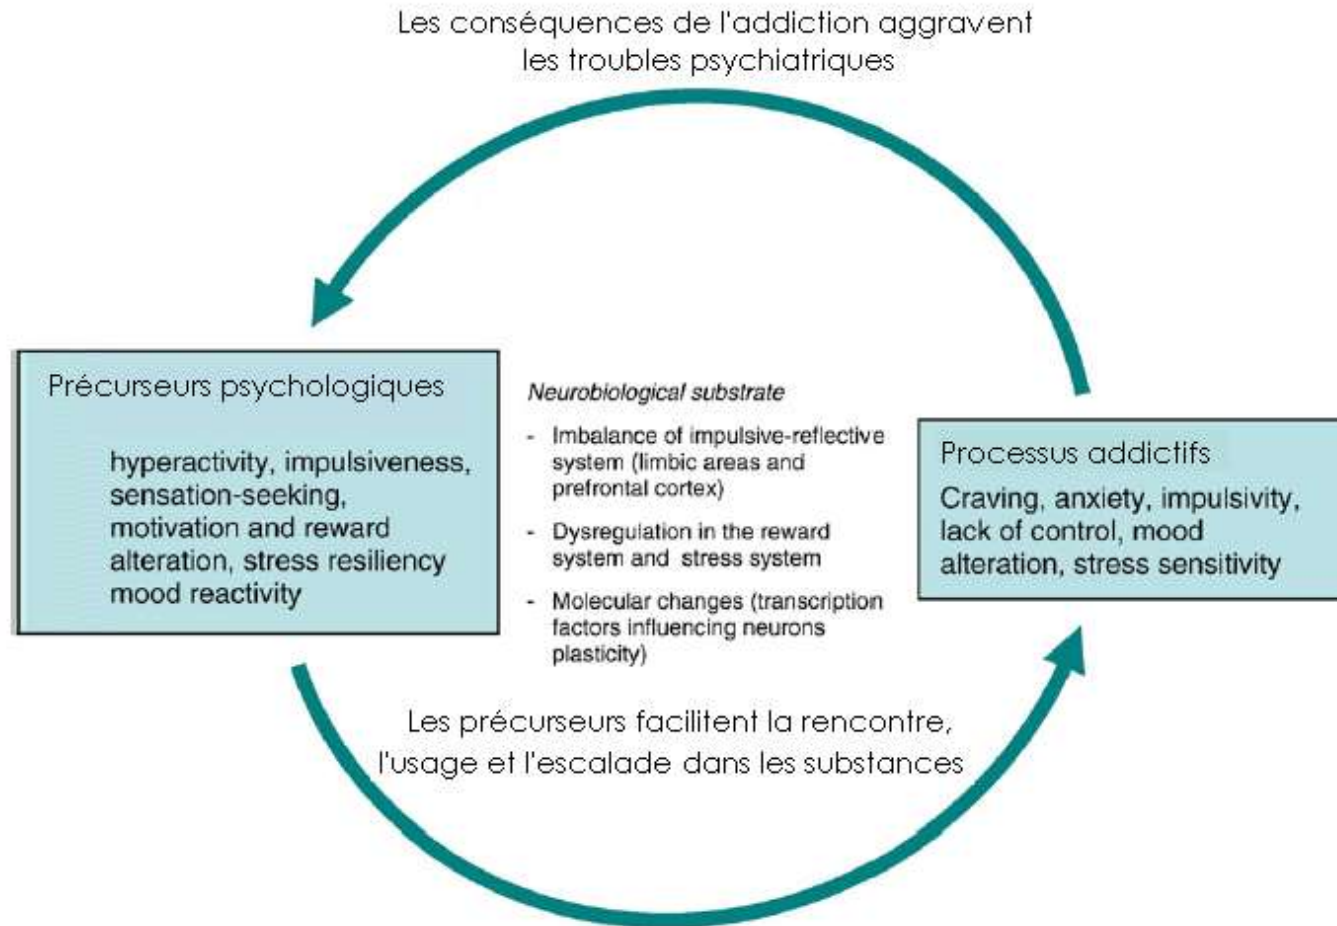 Les conséquences de l'addiction aggravent
les troubles psychiatriques
Précurseurs psychologiques
hyperactivity, impulsiveness,
sensation-seeking,
motivation and reward
alteration, stress resiliency
mood reactivity
Neurobiological substrate
- Imbalance of impulsive-reflective
system (limbic areas and
prefrontal cortex)
- Dysregulation in the reward
system and stress system
- Molecular changes (transcription
factors influencing neurons
plasticity)
Processus addictifs
Craving, anxiety, impulsivity,
lack of control, mood
alteration, stress sensitivity
Les précurseurs facilitent la rencontre,
l'usage et l'escalade dans les substances